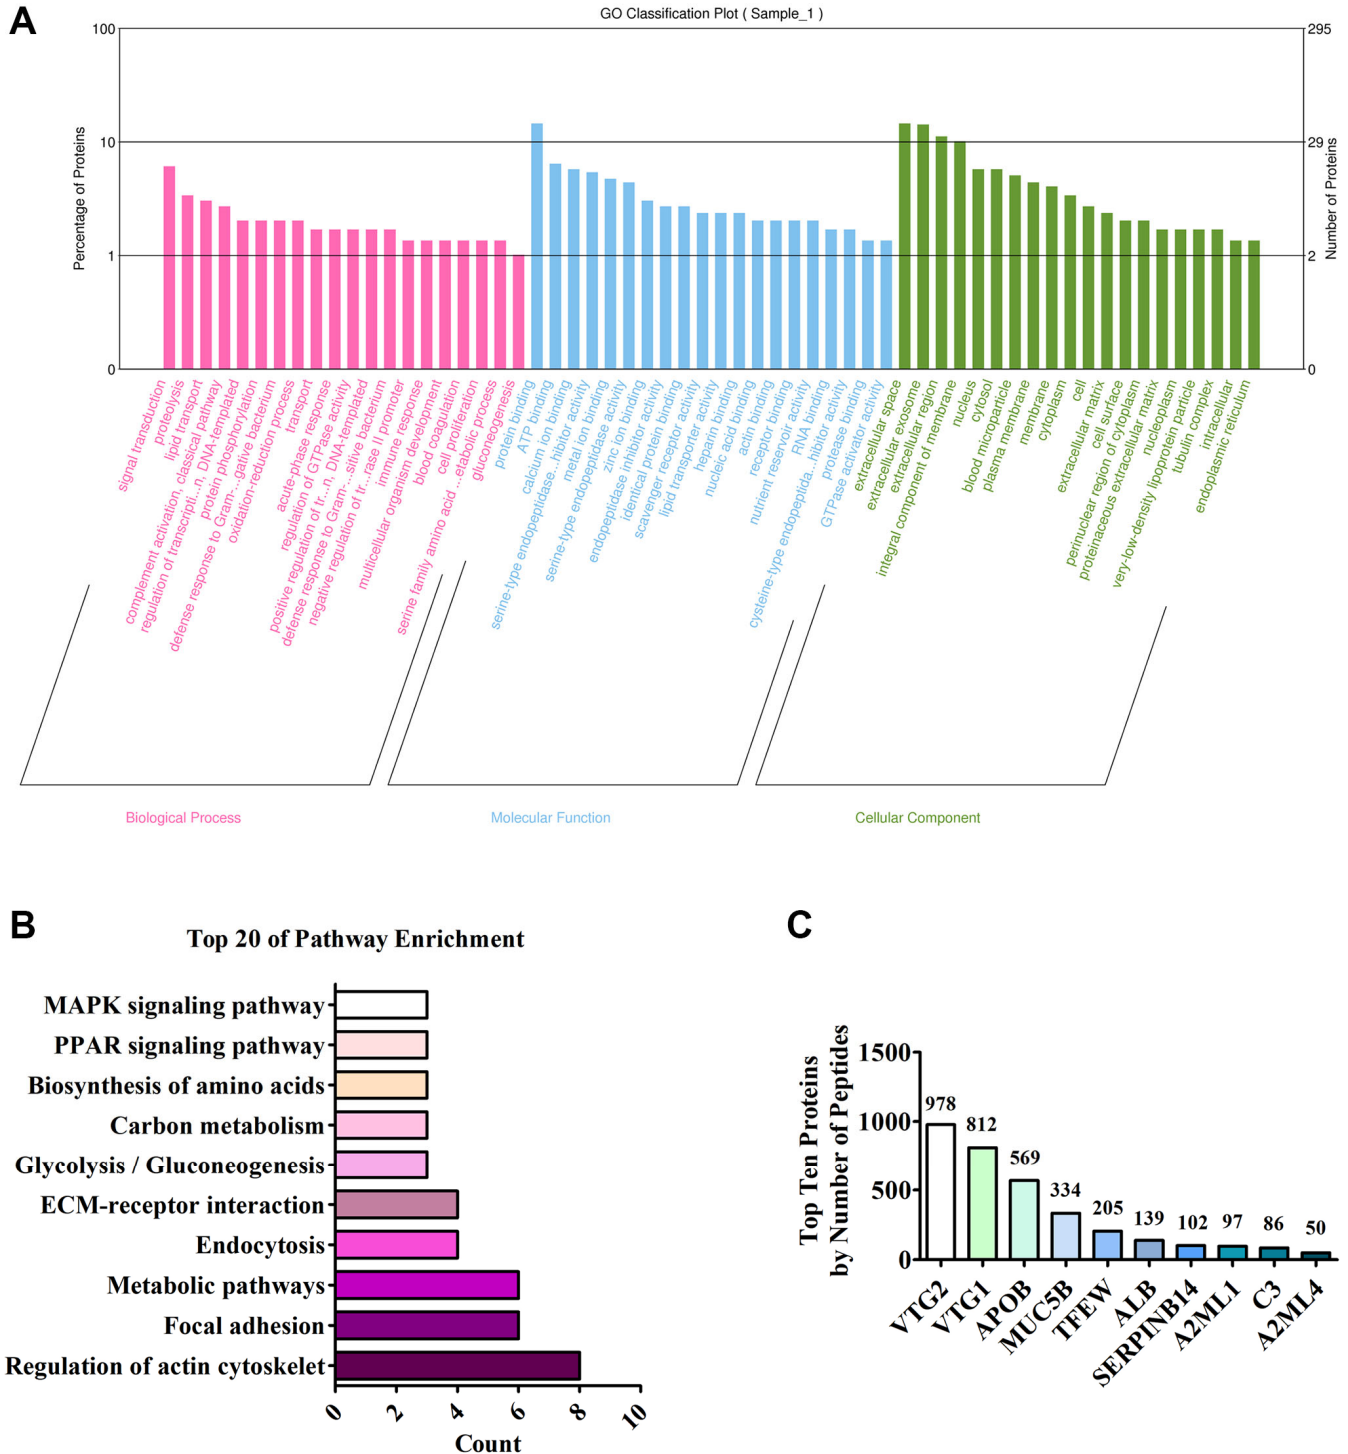 A
GO Classification Plot ( Sample_1 )
Percentage of Proteins
100
10
1
0
295
29
2
0
Number of Proteins
signal transduction
proteolysis
lipid transport
complement activation, classical pathway
regulation of transcripti...n, DNA-templated
protein phosphorylation
defense response to Gram-...gative bacterium
oxidation-reduction process
transport
acute-phase response
regulation of GTPase activity
positive regulation of tr...n, DNA-templated
defense response to Gram-...sitive bacterium
negative regulation of tr...rase II promoter
immune response
multicellular organism development
blood coagulation
cell proliferation
serine family amino acid ...etabolic process
gluconeogenesis
protein binding
ATP binding
calcium ion binding
serine-type endopeptidase...hibitor activity
metal ion binding
serine-type endopeptidase activity
zinc ion binding
endopeptidase inhibitor activity
identical protein binding
scavenger receptor activity
lipid transporter activity
heparin binding
nucleic acid binding
actin binding
receptor binding
nutrient reservoir activity
RNA binding
cysteine-type endopeptida...hibitor activity
protease binding
GTPase activator activity
extracellular space
extracellular exosome
extracellular region
integral component of membrane
nucleus
cytosol
blood microparticle
plasma membrane
membrane
cytoplasm
cell
extracellular matrix
cell surface
perinuclear region of cytoplasm
proteinaceous extracellular matrix
nucleoplasm
very-low-density lipoprotein particle
tubulin complex
intracellular
endoplasmic reticulum
Biological Process
Molecular Function
Cellular Component
B
Top 20 of Pathway Enrichment
MAPK signaling pathway
PPAR signaling pathway
Biosynthesis of amino acids
Carbon metabolism
Glycolysis / Gluconeogenesis
ECM-receptor interaction
Endocytosis
Metabolic pathways
Focal adhesion
Regulation of actin cytoskelet
0 2 4 6 8 10
Count
C
Top Ten Proteins
by Number of Peptides
1500
1000
500
0
978
812
569
334
205
139
102
97
86
50
VTG2
VTG1
APOB
MUC5B
TFEW
ALB
SERPINB14
A2ML1
C3
A2ML4